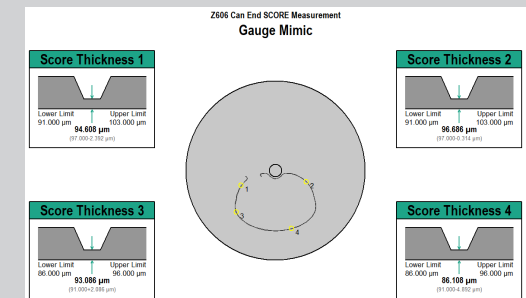 Z606 Can End SCORE Measurement
Gauge Mimic
Score Thickness 1
Lower Limit Upper Limit
91.000 µm 103.000 µm
94.608 µm
(97.000-2.392 µm)
Score Thickness 2
Lower Limit Upper Limit
91.000 µm 103.000 µm
96.686 µm
(97.000-0.314 µm)
1
2
3
4
Score Thickness 3
Lower Limit Upper Limit
86.000 µm 96.000 µm
93.086 µm
(91.000+2.086 µm)
Score Thickness 4
Lower Limit Upper Limit
86.000 µm 96.000 µm
86.108 µm
(91.000-4.892 µm)